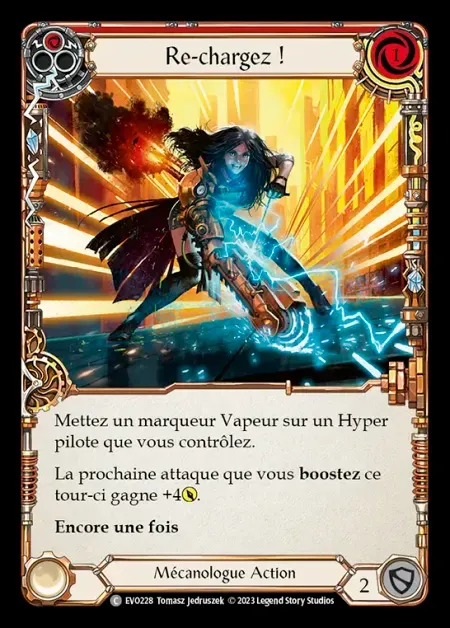 Re-chargez !
1
Mettez un marqueur Vapeur sur un Hyper
pilote que vous contrôlez.
La prochaine attaque que vous boostez ce
tour-ci gagne +4.
Encore une fois
Mécanologue Action
2
C EVO228 Tomasz Jedruszek © 2023 Legend Story Studios